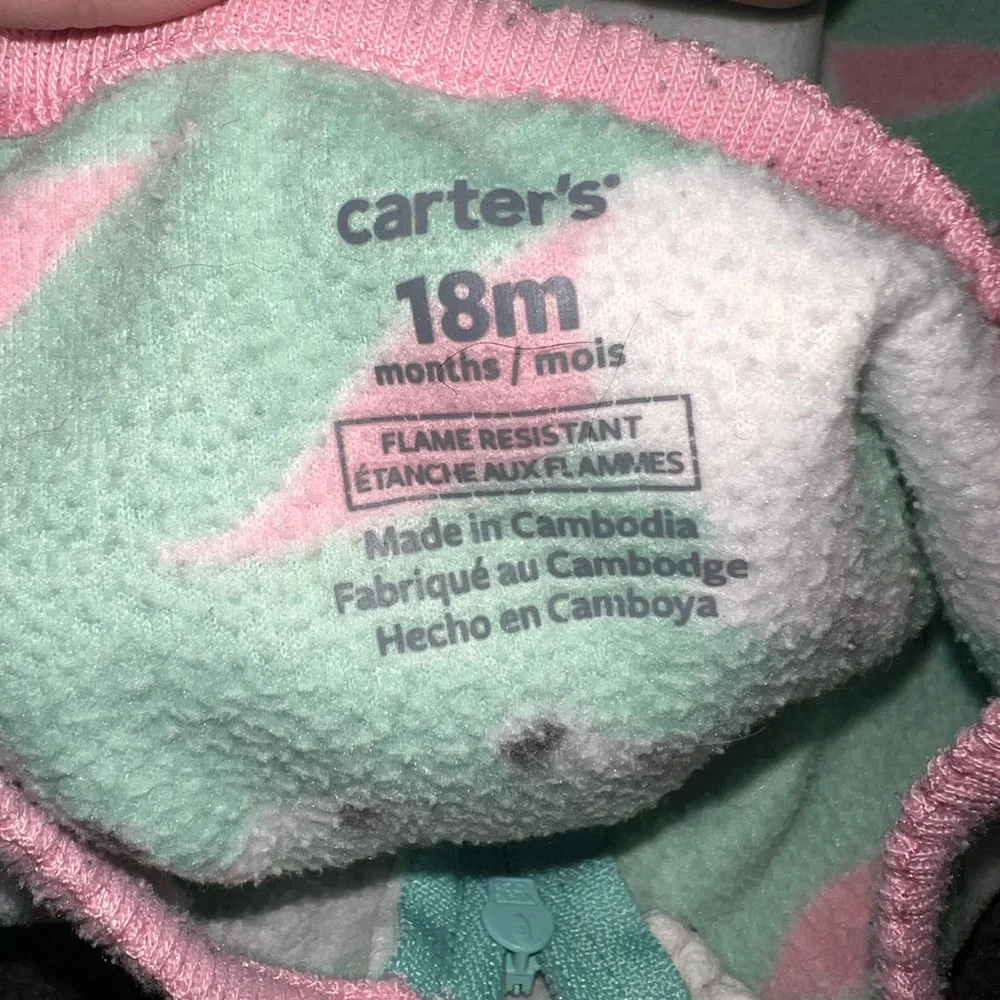 carter's
18m
months / mois
FLAME RESISTANT
ÉTANCHE AUX FLAMMES
Made in Cambodia
Fabriqué au Cambodge
Hecho en Camboya